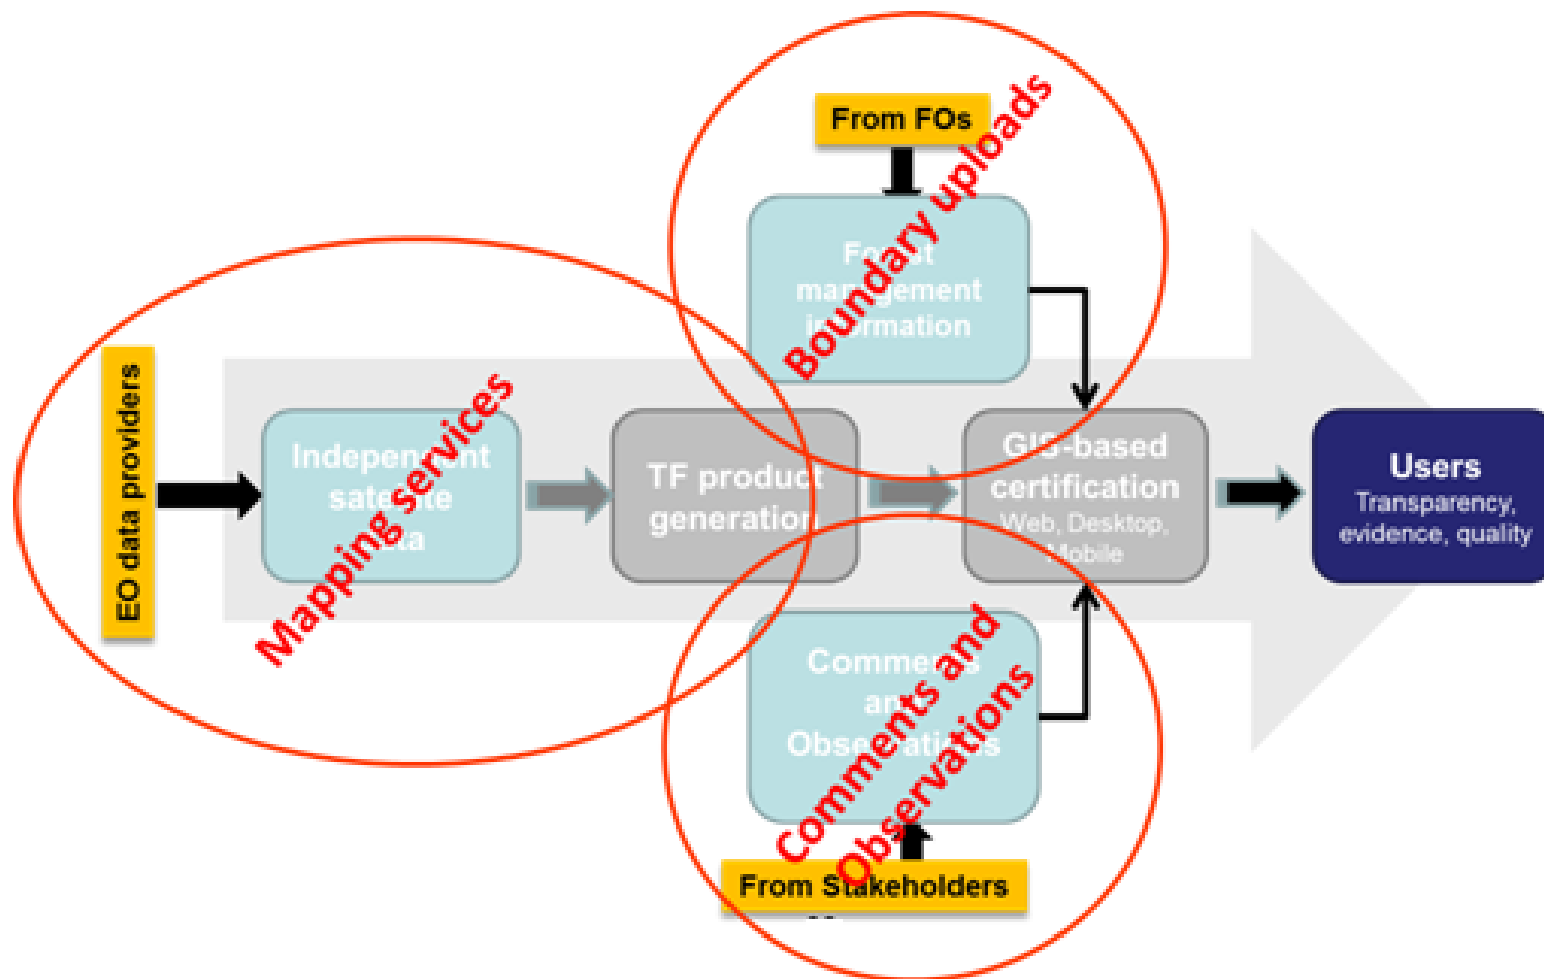 From FOs
Forest
management
information
Boundary uploads
EO data providers
Independent
satellite
data
Mapping services
TF product
generation
GIS-based
certification
Web, Desktop,
Mobile
Users
Transparency,
evidence, quality
Comments
and
Observations
Comments and
Observations
From Stakeholders